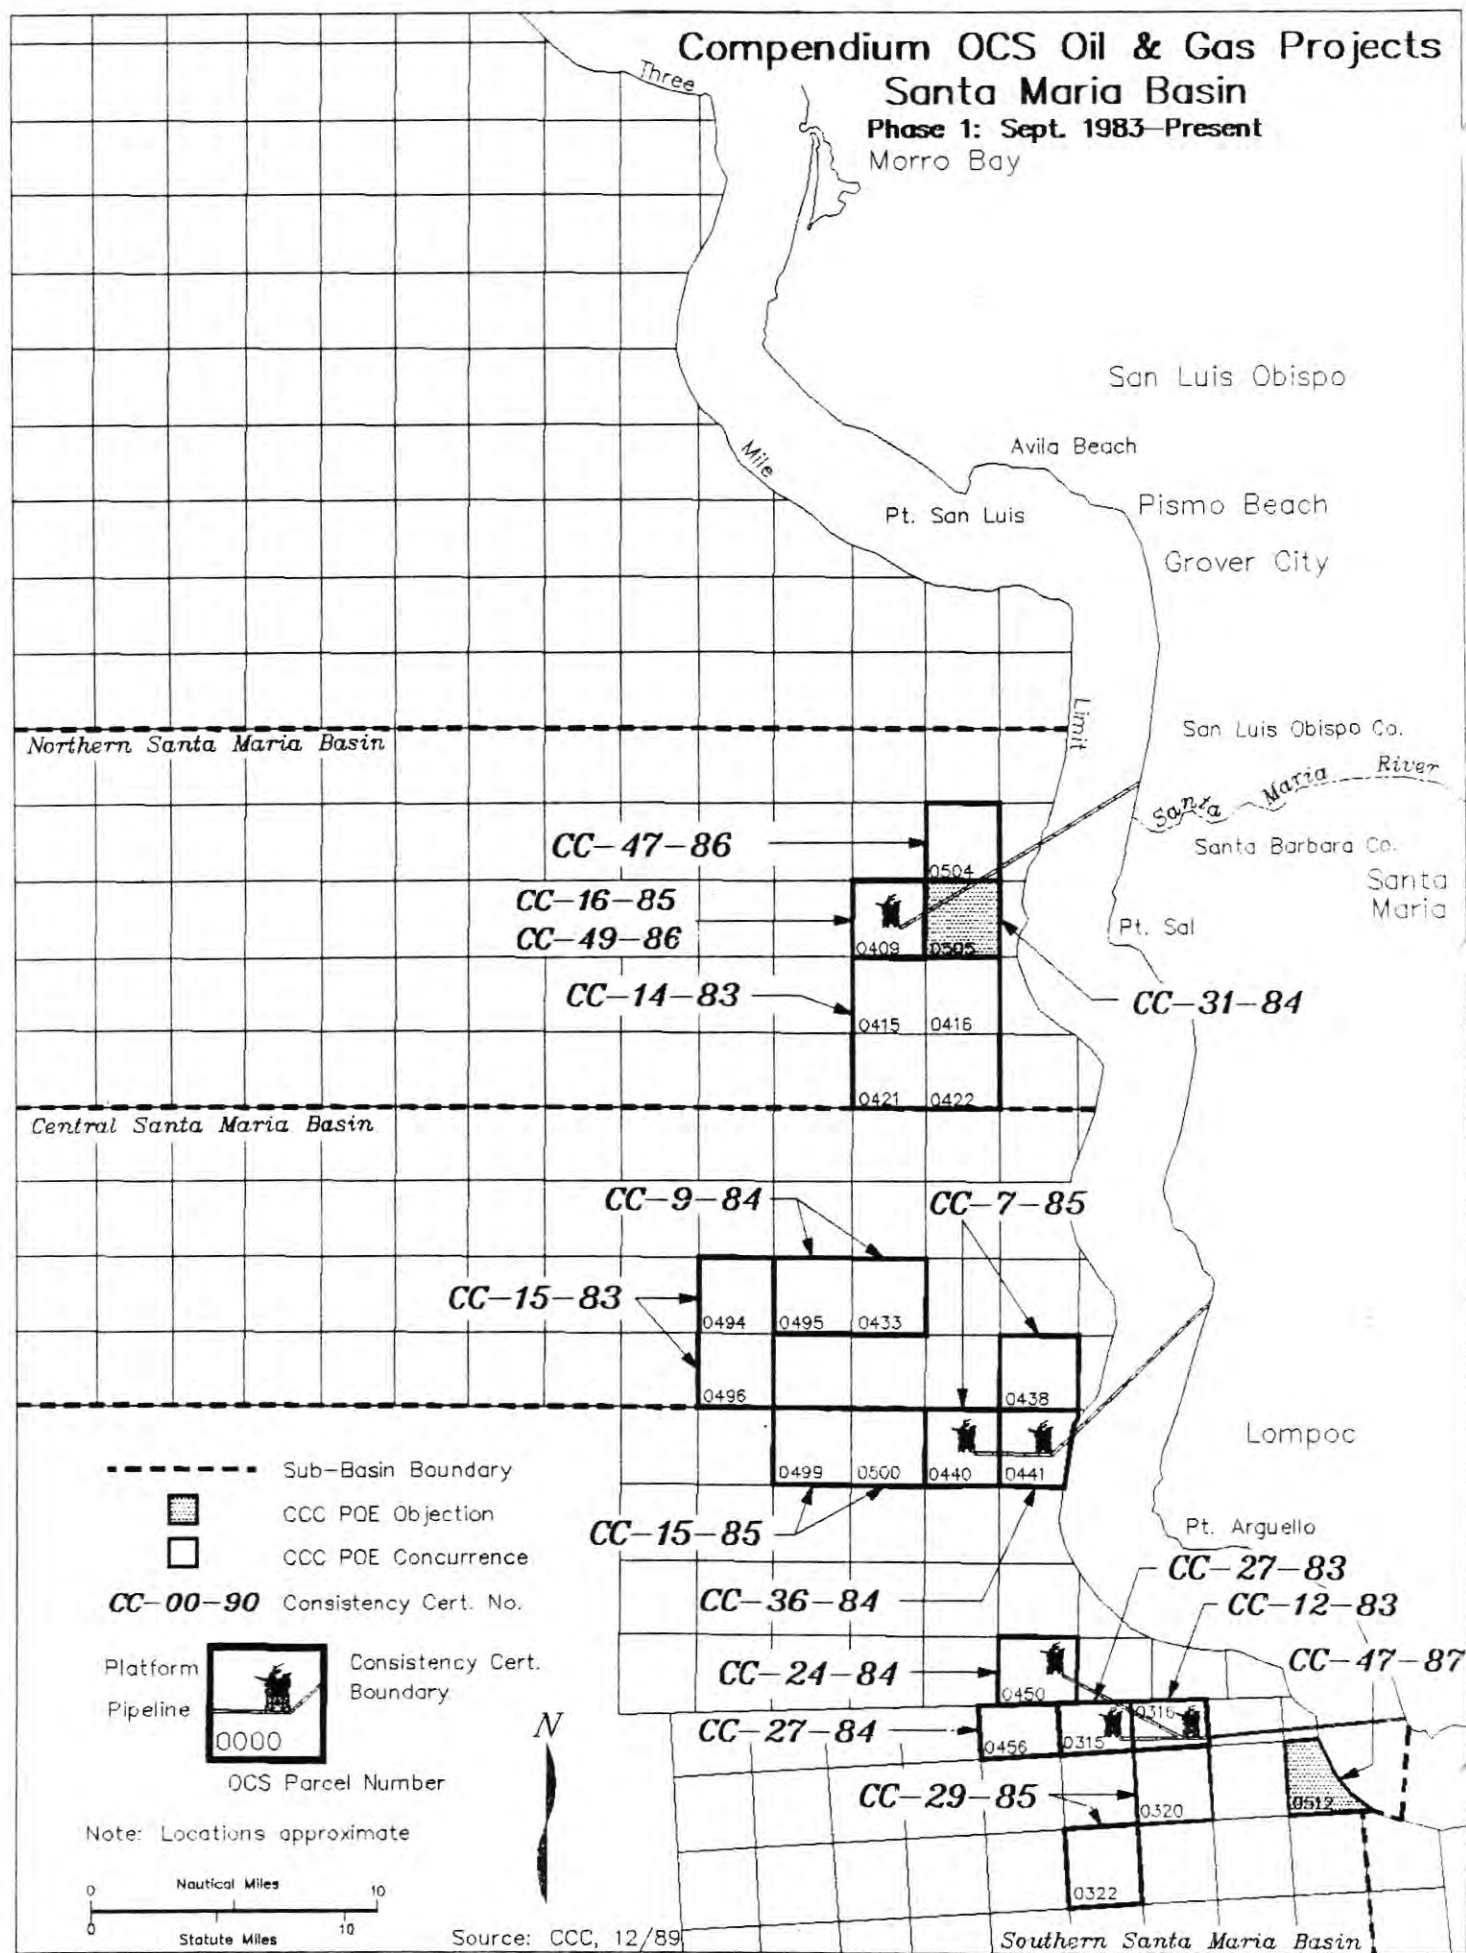 Compendium OCS Oil & Gas Projects
Santa Maria Basin
Phase 1: Sept. 1983—Present
Three
Morro Bay
San Luis Obispo
Avila Beach
Mile
Pt. San Luis
Pismo Beach
Grover City
Limit
San Luis Obispo Co.
Northern Santa Maria Basin
Santa Maria River
CC-47-86
Santa Barbara Co.
0504
Santa
Maria
CC-16-85
CC-49-86
Pt. Sal
0409
0505
CC-14-83
CC-31-84
0415
0416
0421
0422
Central Santa Maria Basin
CC-9-84
CC-7-85
CC-15-83
0494
0495
0433
0496
0438
Lompoc
0499
0500
0440
0441
CC-15-85
Pt. Arguello
CC-27-83
CC-36-84
CC-12-83
CC-24-84
CC-47-87
0450
0316
CC-27-84
0456
0315
CC-29-85
0320
0512
0322
Sub-Basin Boundary
CCC POE Objection
CCC POE Concurrence
CC-00-90 Consistency Cert. No.
Platform
Consistency Cert.
Boundary
Pipeline
0000
OCS Parcel Number
N
Note: Locations approximate
Nautical Miles
0 10
0 10
Statute Miles
Source: CCC, 12/89
Southern Santa Maria Basin